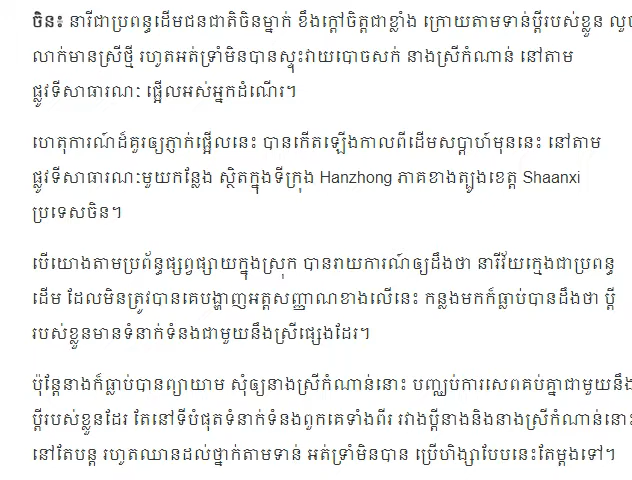 ចិន៖ នារីជាប្រពន្ធដើមជនជាតិចិនម្នាក់ ខឹងក្ដៅចិត្តជាខ្លាំង ក្រោយតាមទាន់ប្ដីរបស់ខ្លួន
លាក់មានស្រីថ្មី រហូតអត់ទ្រាំមិនបានស្ទុះវាយបោចសក់ នាងស្រីកំណាន់ នៅតាម
ផ្លូវទីសាធារណៈ ផ្អើលអស់អ្នកដំណើរ។
ហេតុការណ៍ដ៏គួរឲ្យភ្ញាក់ផ្អើលនេះ បានកើតឡើងកាលពីដើមសប្ដាហ៍មុននេះ នៅតាម
ផ្លូវទីសាធារណៈមួយកន្លែង ស្ថិតក្នុងទីក្រុង Hanzhong ភាគខាងត្បូងខេត្ត Shaanxi
ប្រទេសចិន។
បើយោងតាមប្រព័ន្ធផ្សព្វផ្សាយក្នុងស្រុក បានរាយការណ៍ឲ្យដឹងថា នារីវ័យក្មេងជាប្រពន្ធ
ដើម ដែលមិនត្រូវបានគេបង្ហាញអត្តសញ្ញាណខាងលើនេះ កន្លងមកក៏ធ្លាប់បានដឹងថា ប្ដី
របស់ខ្លួនមានទំនាក់ទំនងជាមួយនឹងស្រីផ្សេងដែរ។
ប៉ុន្តែនាងក៏ធ្លាប់បានព្យាយាម សុំឲ្យនាងស្រីកំណាន់នោះ បញ្ឈប់ការសេពគប់គ្នាជាមួយនឹង
ប្ដីរបស់ខ្លួនដែរ តែនៅទីបំផុតទំនាក់ទំនងពួកគេទាំងពីរ រវាងប្ដីនាងនិងនាងស្រីកំណាន់នោះ
នៅតែបន្ត រហូតឈានដល់ថ្នាក់តាមទាន់ អត់ទ្រាំមិនបាន ប្រើហិង្សាបែបនេះតែម្ដងទៅ។